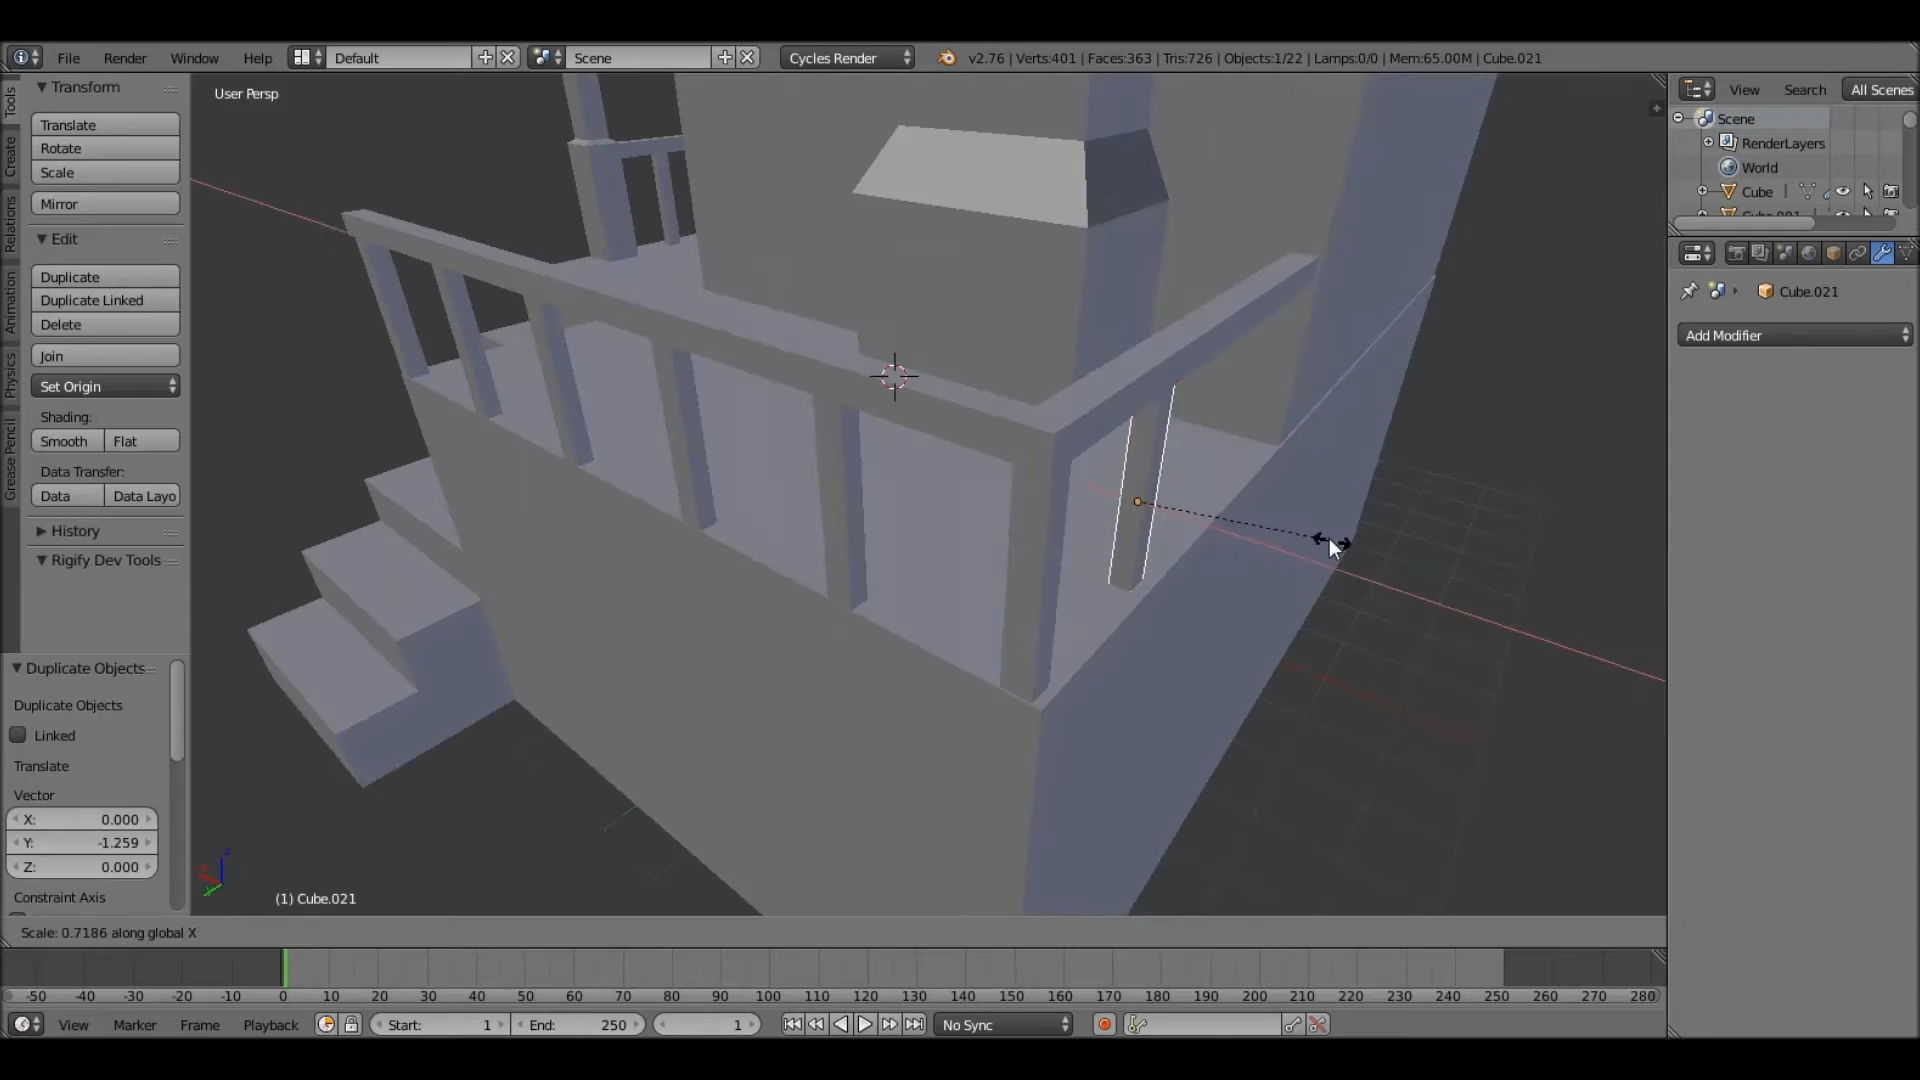 File Render Window Help Default Scene Cycles Render v2.76 | Verts:401 | Faces:363 | Tris:726 | Objects:1/22 | Lamps:0/0 | Mem:65.00M | Cube.021
Tools
Create
Relations
Animation
Physics
Grease Pencil
Transform
Translate
Rotate
Scale
Mirror
Edit
Duplicate
Duplicate Linked
Delete
Join
Set Origin
Shading:
Smooth Flat
Data Transfer:
Data Data Layo
History
Rigify Dev Tools
Duplicate Objects
Duplicate Objects
Linked
Translate
Vector
X: 0.000
Y: -1.259
Z: 0.000
Constraint Axis
User Persp
(1) Cube.021
Scale: 0.7186 along global X
View Search All Scenes
Scene
RenderLayers
World
Cube
Cube.021
Add Modifier
-50 -40 -30 -20 -10 0 10 20 30 40 50 60 70 80 90 100 110 120 130 140 150 160 170 180 190 200 210 220 230 240 250 260 270 280
View Marker Frame Playback Start: 1 End: 250 1 No Sync